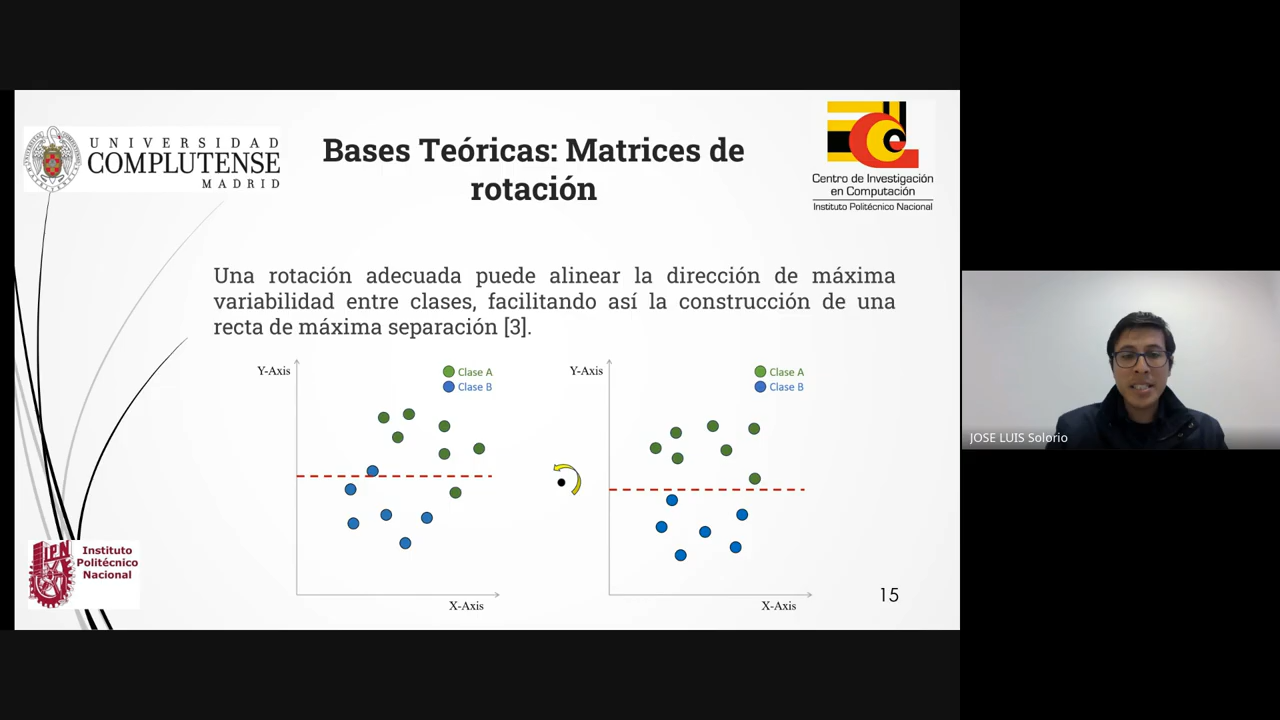 UNIVERSIDAD
COMPLUTENSE
MADRID
Bases Teóricas: Matrices de
rotación
Centro de Investigación
en Computación
Instituto Politécnico Nacional
Una rotación adecuada puede alinear la dirección de máxima
variabilidad entre clases, facilitando así la construcción de una
recta de máxima separación [3].
Y-Axis
Clase A
Clase B
X-Axis
Y-Axis
Clase A
Clase B
X-Axis
IPN
Instituto
Politécnico
Nacional
15
JOSE LUIS Solorio